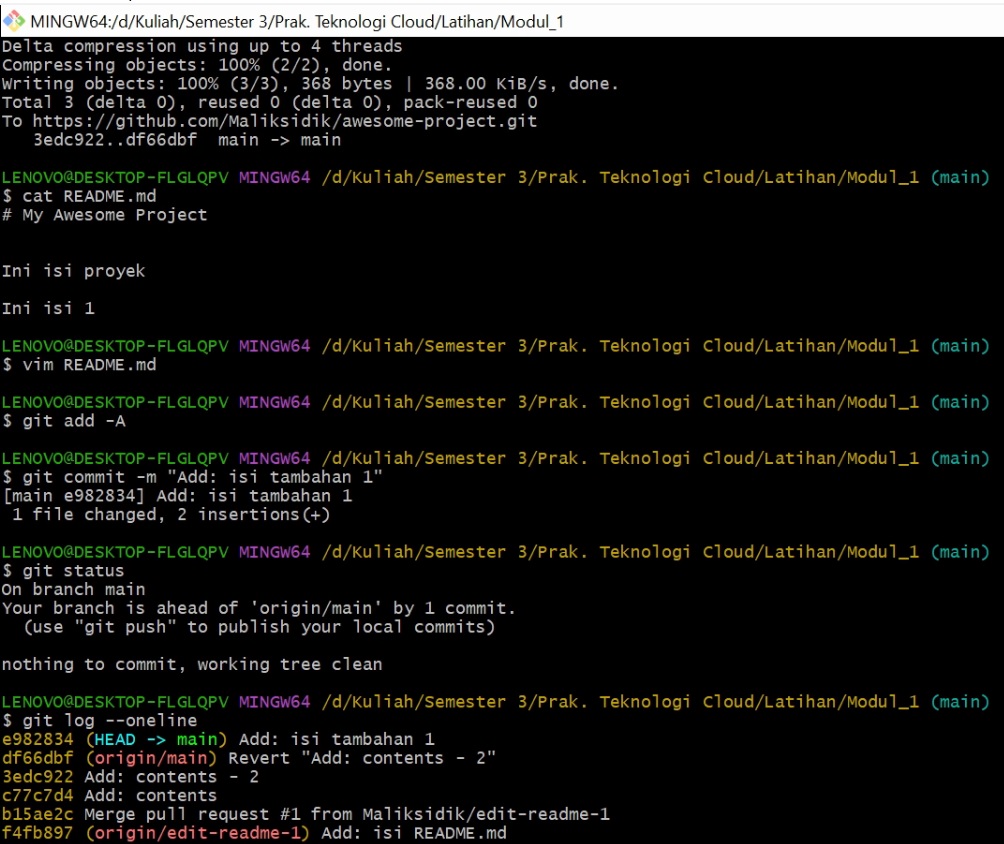 MINGW64:/d/Kuliah/Semester 3/Prak. Teknologi Cloud/Latihan/Modul_1
Delta compression using up to 4 threads
Compressing objects: 100% (2/2), done.
Writing objects: 100% (3/3), 368 bytes | 368.00 KiB/s, done.
Total 3 (delta 0), reused 0 (delta 0), pack-reused 0
To https://github.com/Maliksidik/awesome-project.git
   3edc922..df66dbf  main -> main

LENOVO@DESKTOP-FLGLQPV MINGW64 /d/Kuliah/Semester 3/Prak. Teknologi Cloud/Latihan/Modul_1 (main)
$ cat README.md
# My Awesome Project


Ini isi proyek

Ini isi 1

LENOVO@DESKTOP-FLGLQPV MINGW64 /d/Kuliah/Semester 3/Prak. Teknologi Cloud/Latihan/Modul_1 (main)
$ vim README.md

LENOVO@DESKTOP-FLGLQPV MINGW64 /d/Kuliah/Semester 3/Prak. Teknologi Cloud/Latihan/Modul_1 (main)
$ git add -A

LENOVO@DESKTOP-FLGLQPV MINGW64 /d/Kuliah/Semester 3/Prak. Teknologi Cloud/Latihan/Modul_1 (main)
$ git commit -m "Add: isi tambahan 1"
[main e982834] Add: isi tambahan 1
 1 file changed, 2 insertions(+)

LENOVO@DESKTOP-FLGLQPV MINGW64 /d/Kuliah/Semester 3/Prak. Teknologi Cloud/Latihan/Modul_1 (main)
$ git status
On branch main
Your branch is ahead of 'origin/main' by 1 commit.
  (use "git push" to publish your local commits)

nothing to commit, working tree clean

LENOVO@DESKTOP-FLGLQPV MINGW64 /d/Kuliah/Semester 3/Prak. Teknologi Cloud/Latihan/Modul_1 (main)
$ git log --oneline
e982834 (HEAD -> main) Add: isi tambahan 1
df66dbf (origin/main) Revert "Add: contents - 2"
3edc922 Add: contents - 2
c77c7d4 Add: contents
b15ae2c Merge pull request #1 from Maliksidik/edit-readme-1
f4fb897 (origin/edit-readme-1) Add: isi README.md